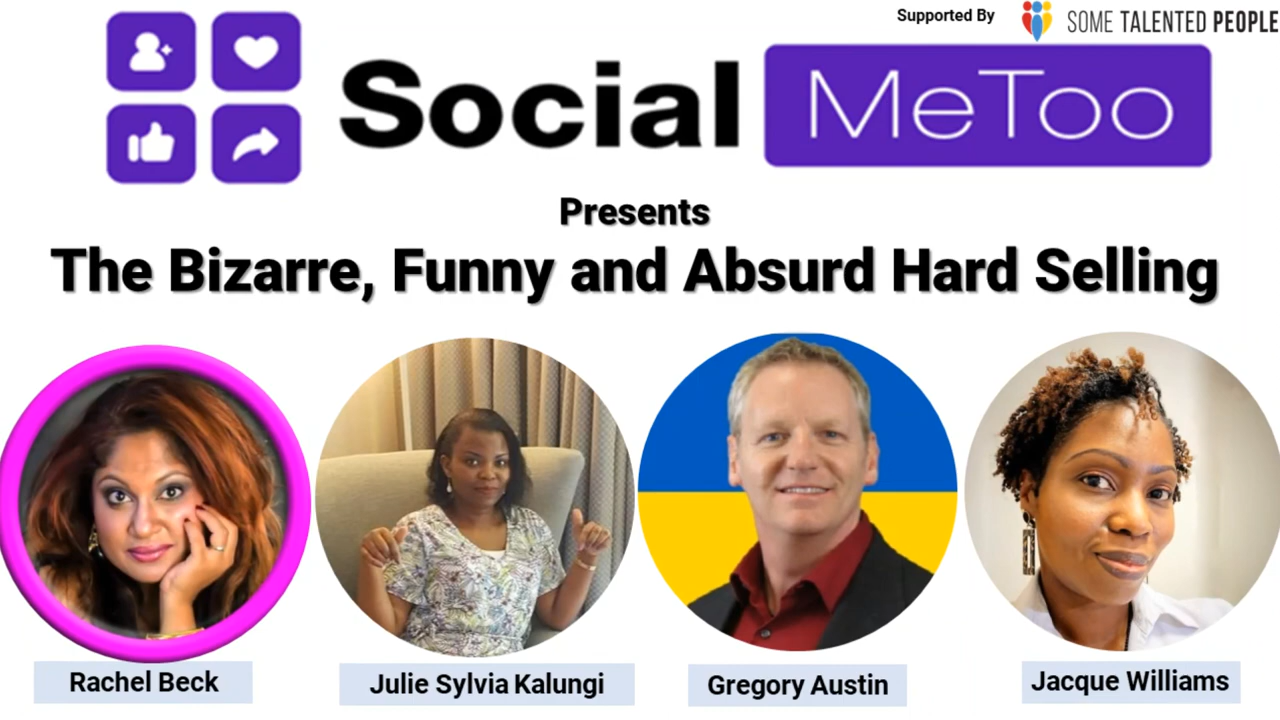 Supported By SOME TALENTED PEOPLE
Social MeToo
Presents
The Bizarre, Funny and Absurd Hard Selling
Rachel Beck
Julie Sylvia Kalungi
Gregory Austin
Jacque Williams